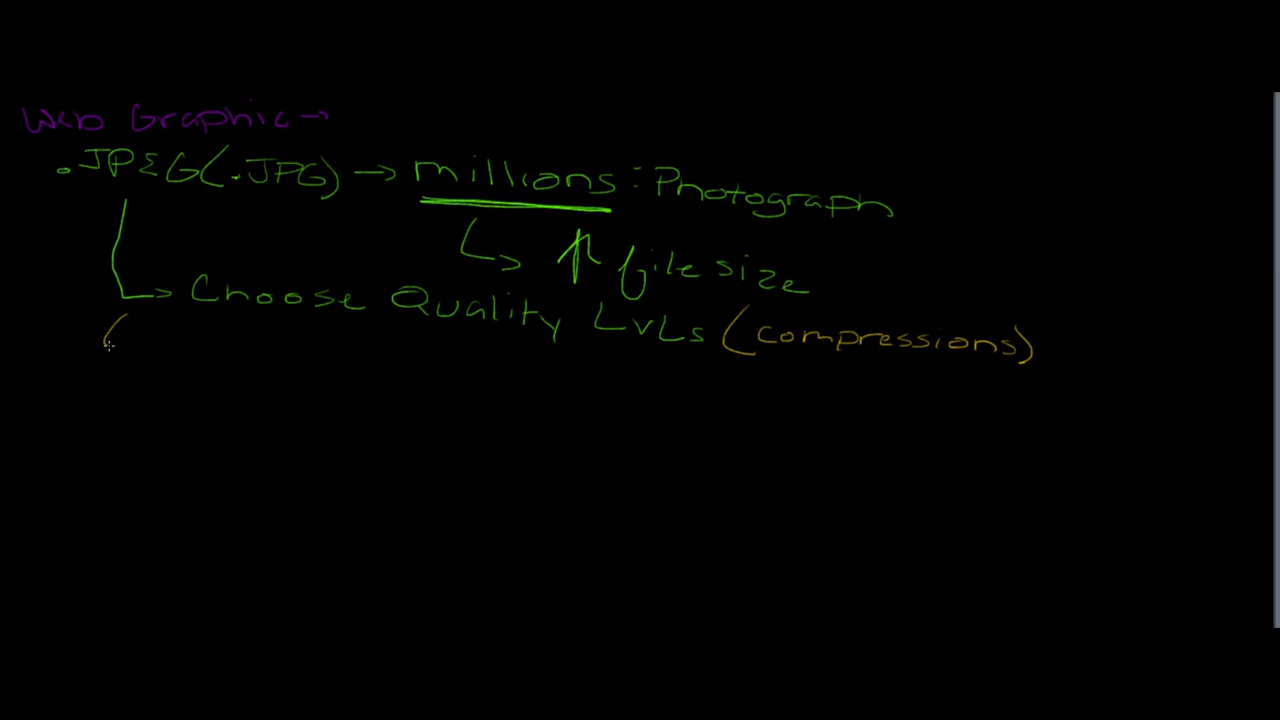 Web Graphic →
.JPEG(.JPG) → millions : Photograph
↳ ↑ file size
↳ Choose Quality LvLs (compressions)
(